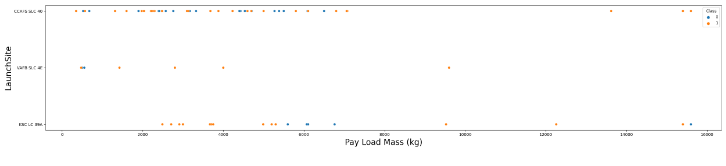 Class
0
1
CCAFS SLC 40
VAFB SLC 4E
KSC LC 39A
LaunchSite
0 2000 4000 6000 8000 10000 12000 14000 16000
Pay Load Mass (kg)